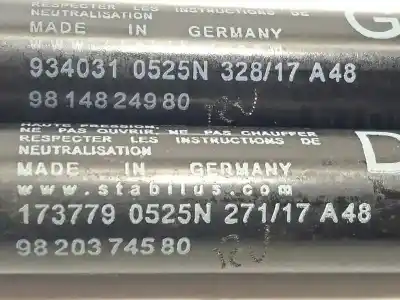 RESPECTER LES INSTRUCTIONS DE
NEUTRALISATION
MADE IN GERMANY G
934031 0525N 328/17 A48
98 148 249 80
HAUTE PRESSION.
NE PAS OUVRIR, NE PAS CHAUFFER
RESPECTER LES INSTRUCTIONS DE
NEUTRALISATION D
MADE IN GERMANY
www.stabilus.com
173779 0525N 271/17 A48
98 203 745 80